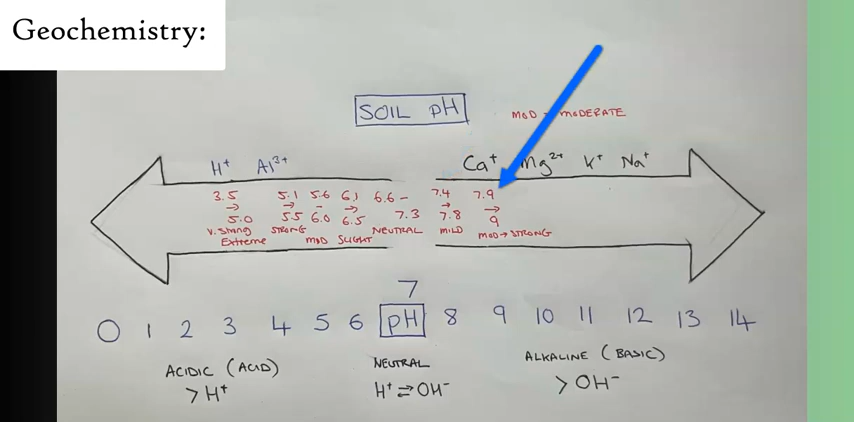 Geochemistry:
SOIL pH
MOD - MODERATE
H+ Al3+ Ca+ Mg2+ K+ Na+
3.5 → 5.0 V. Strong Extreme
5.1 → 5.5 STRONG
5.6 - 6.0 MOD
6.1 → 6.5 SLIGHT
6.6 - 7.3 NEUTRAL
7.4 → 7.8 MILD
7.9 → 9 MOD → STRONG
7
0 1 2 3 4 5 6 pH 8 9 10 11 12 13 14
ACIDIC (ACID)
> H+
NEUTRAL
H+ ⇌ OH-
ALKALINE (BASIC)
> OH-